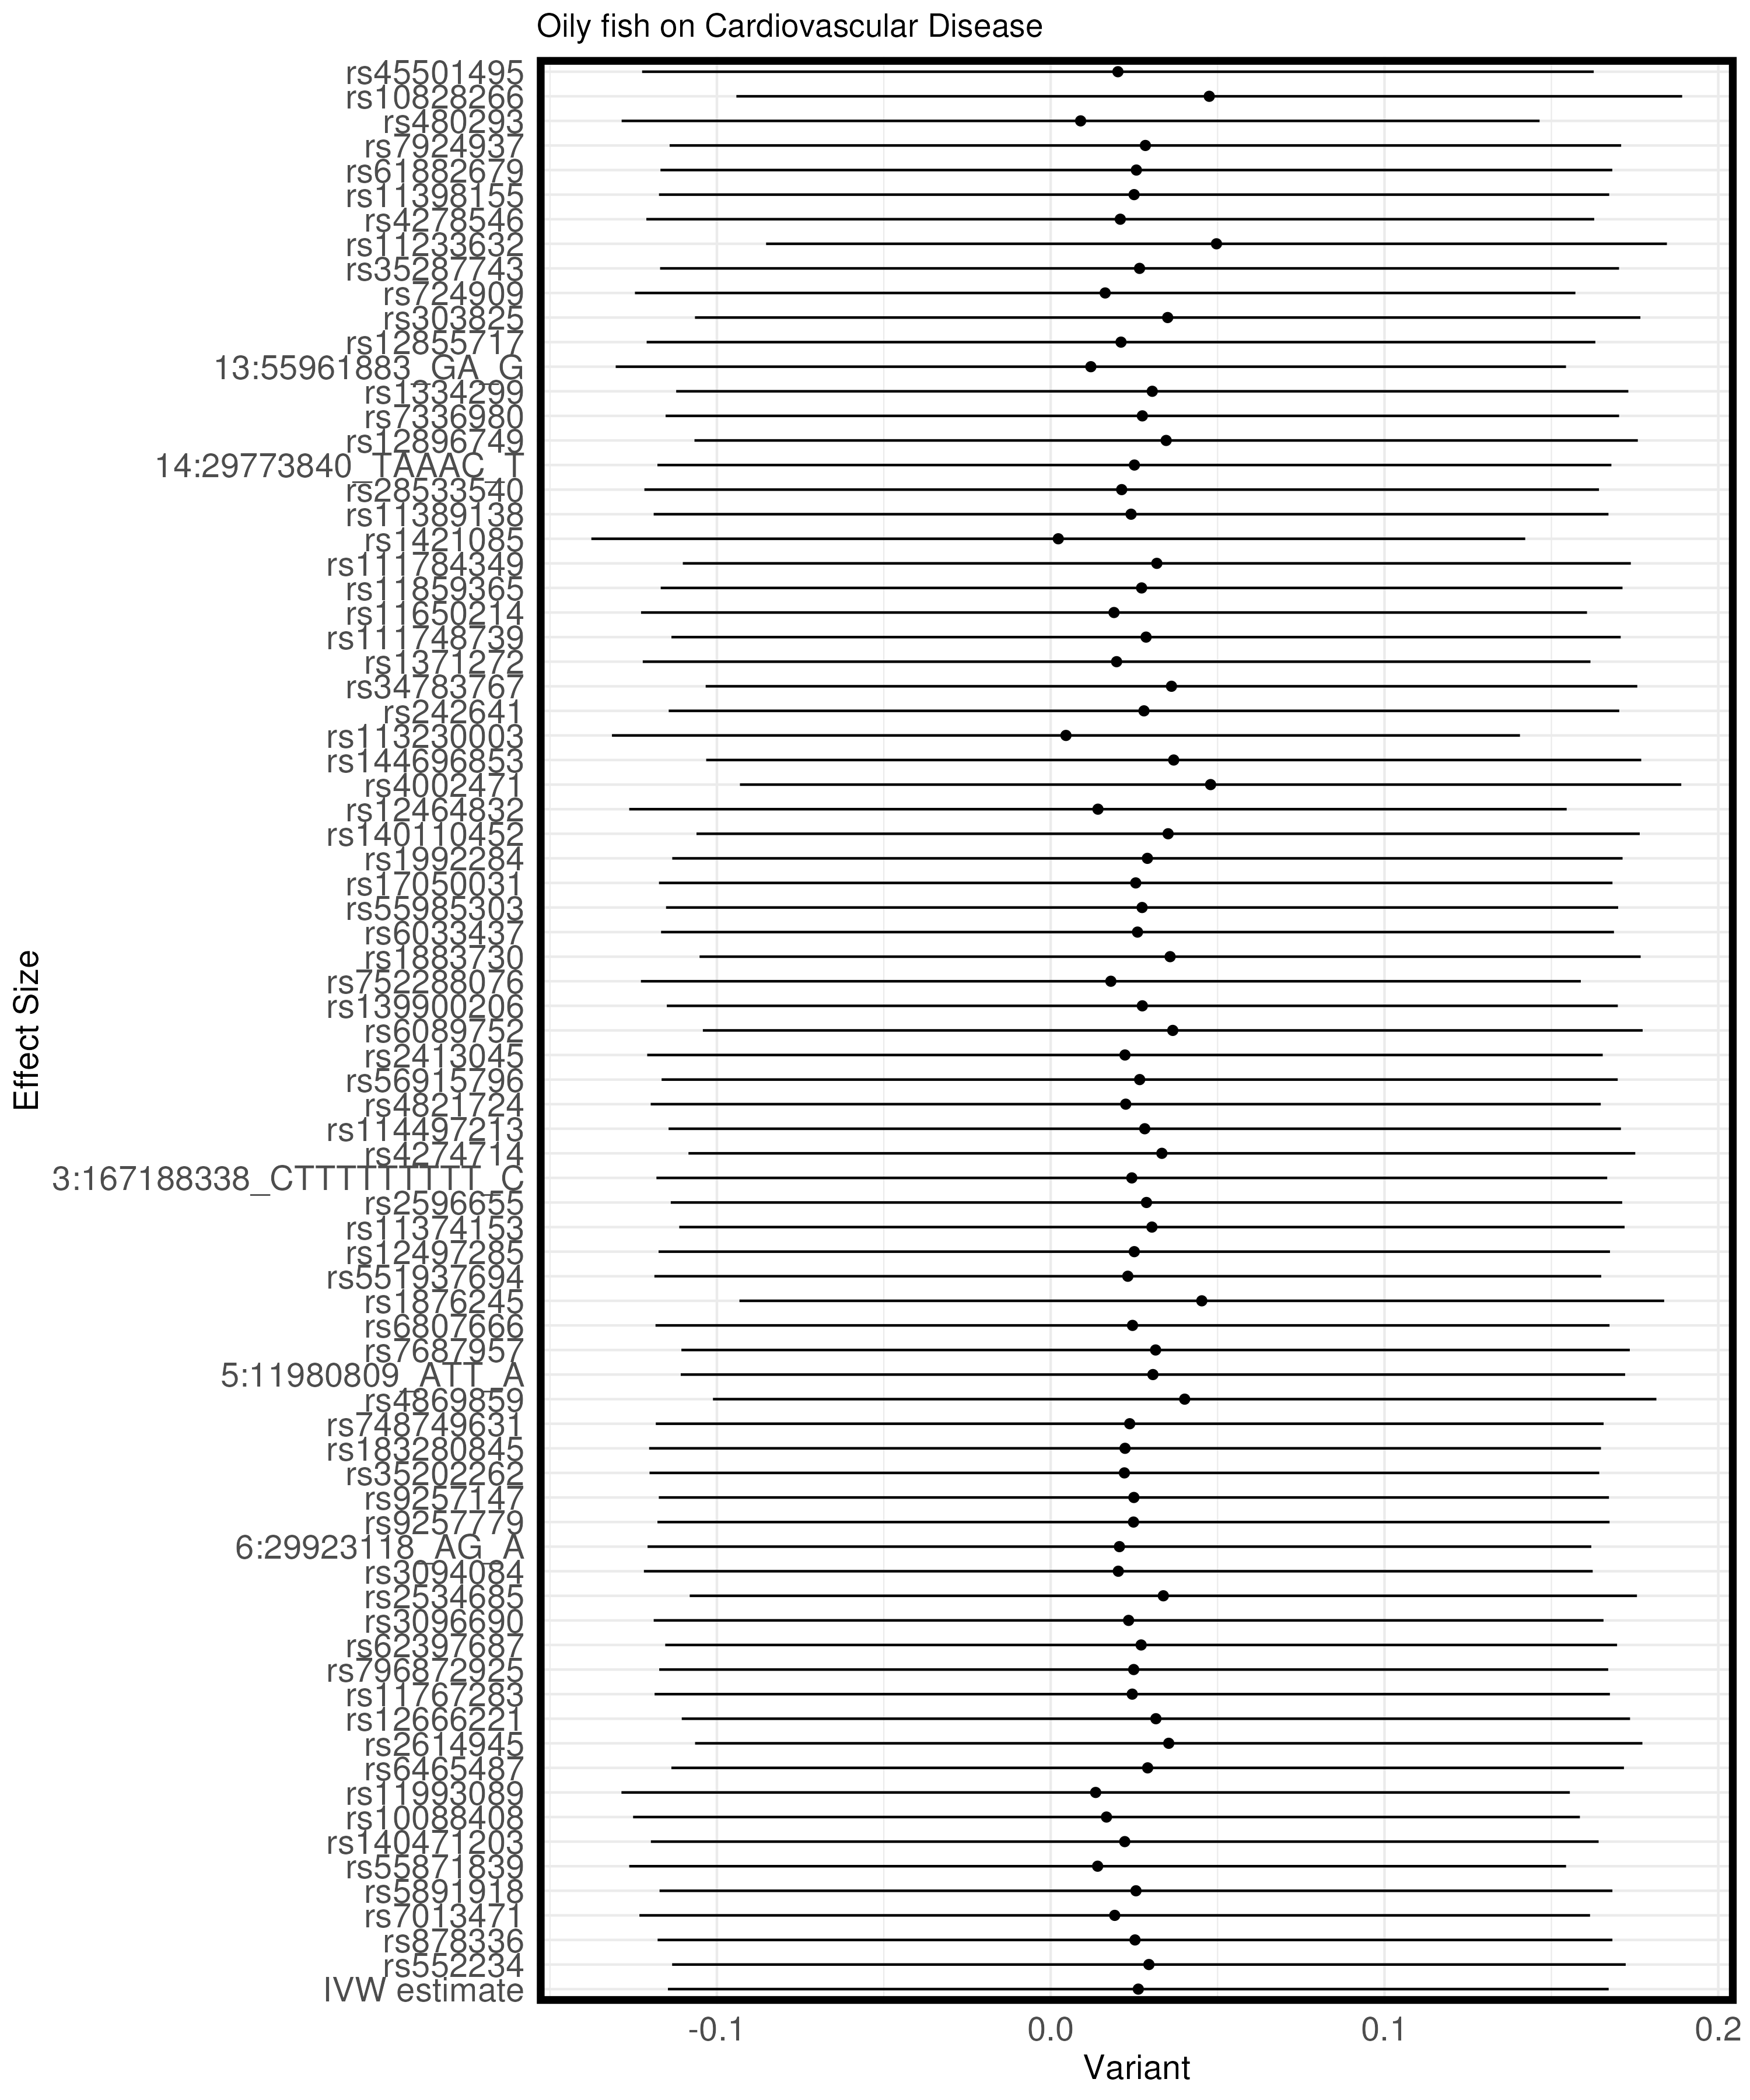 Oily fish on Cardiovascular Disease
rs45501495
rs10828266
rs480293
rs7924937
rs61882679
rs11398155
rs4278546
rs11233632
rs35287743
rs724909
rs303825
rs12855717
13:55961883_GA_G
rs1334299
rs7336980
rs12896749
14:29773840_TAAAC_T
rs28533540
rs11389138
rs1421085
rs111784349
rs11859365
rs11650214
rs111748739
rs1371272
rs34783767
rs242641
rs113230003
rs144696853
rs4002471
rs12464832
rs140110452
rs1992284
rs17050031
rs55985303
rs6033437
rs1883730
rs752288076
rs139900206
rs6089752
rs2413045
rs56915796
rs4821724
rs114497213
rs4274714
3:167188338_CTTTTTTTTT_C
rs2596655
rs11374153
rs12497285
rs551937694
rs1876245
rs6807666
rs7687957
5:11980809_ATT_A
rs4869859
rs748749631
rs183280845
rs35202262
rs9257147
rs9257779
6:29923118_AG_A
rs3094084
rs2534685
rs3096690
rs62397687
rs796872925
rs11767283
rs12666221
rs2614945
rs6465487
rs11993089
rs10088408
rs140471203
rs55871839
rs5891918
rs7013471
rs878336
rs552234
IVW estimate
Effect Size
-0.1 0.0 0.1 0.2
Variant